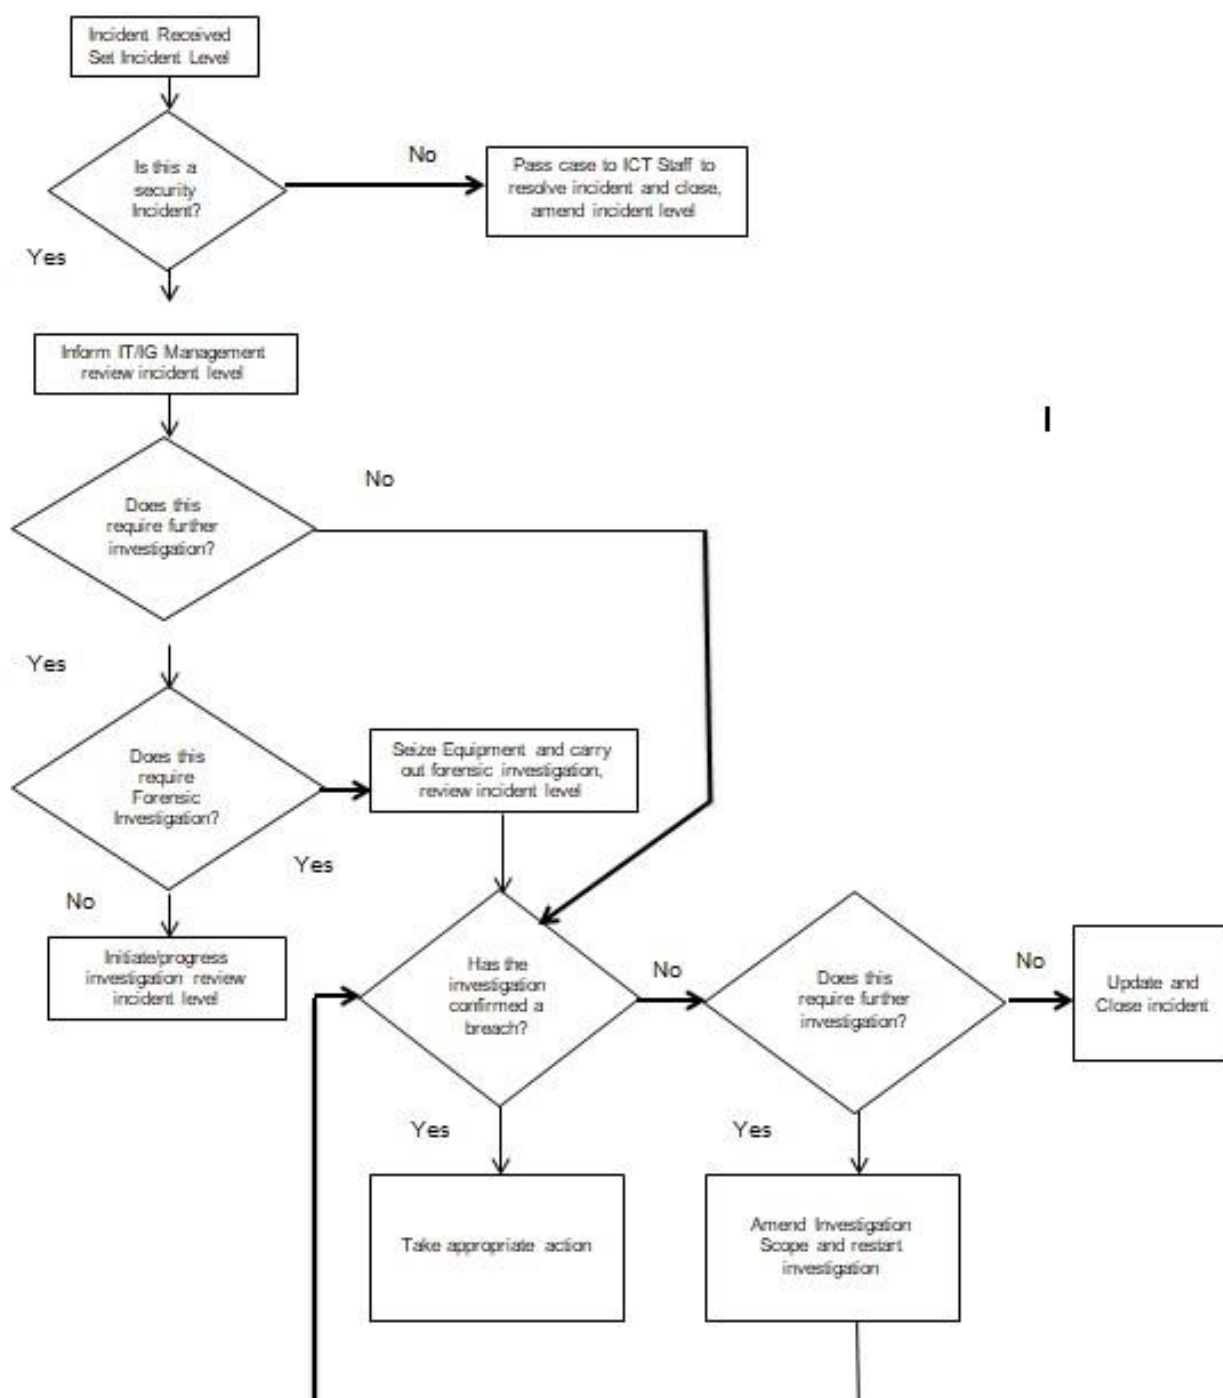 Incident Received
Set Incident Level
Is this a
security
Incident?
No
Pass case to ICT Staff to
resolve incident and close,
amend incident level
Yes
Inform IT/IG Management
review incident level
Does this
require further
investigation?
No
Yes
Does this
require
Forensic
Investigation?
Seize Equipment and carry
out forensic investigation,
review incident level
Yes
No
Initiate/progress
investigation review
incident level
Has the
investigation
confirmed a
breach?
No
Does this
require further
investigation?
No
Update and
Close incident
Yes
Take appropriate action
Yes
Amend Investigation
Scope and restart
investigation